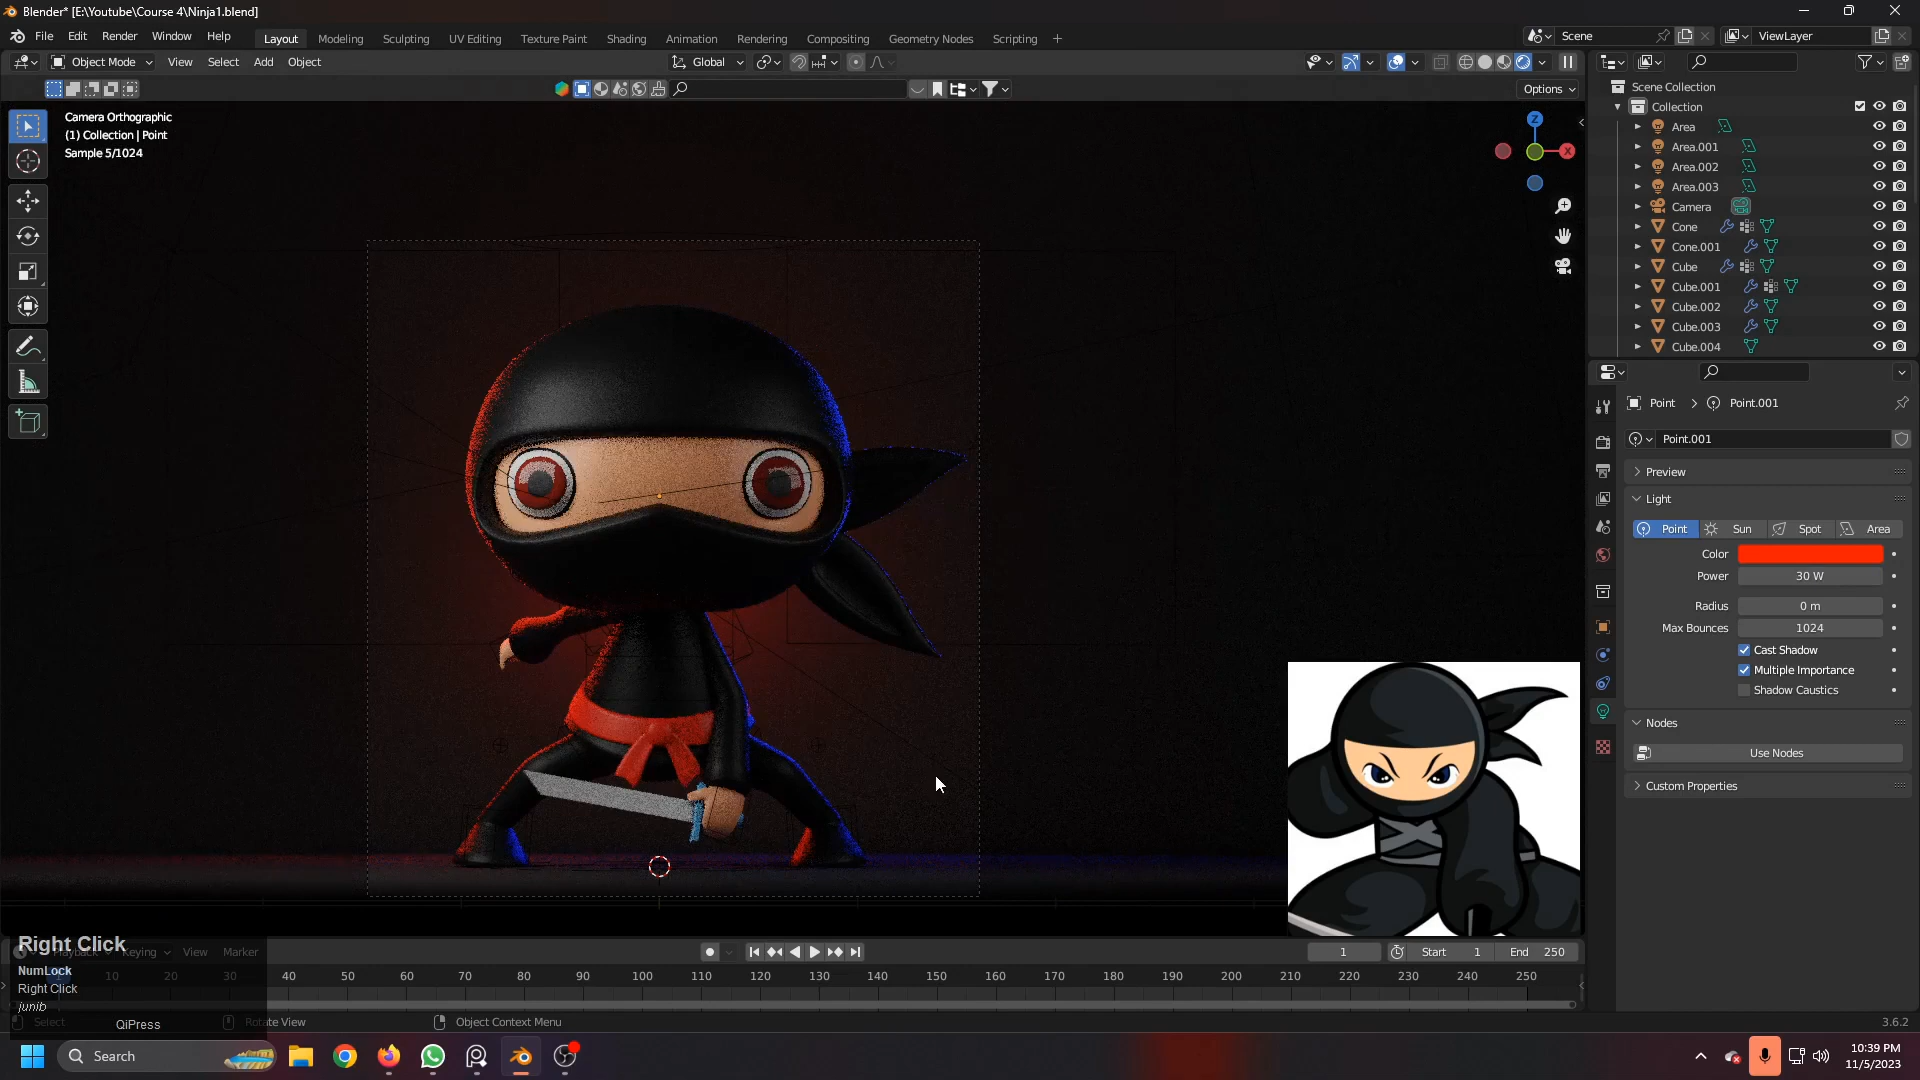 Blender* [E:\Youtube\Course 4\Ninja1.blend]
File Edit Render Window Help Layout Modeling Sculpting UV Editing Texture Paint Shading Animation Rendering Compositing Geometry Nodes Scripting + Scene ViewLayer
Object Mode View Select Add Object Global
Options
Camera Orthographic
(1) Collection | Point
Sample 5/1024
Z
X
Scene Collection
Collection
Area
Area.001
Area.002
Area.003
Camera
Cone
Cone.001
Cube
Cube.001
Cube.002
Cube.003
Cube.004
Point > Point.001
Point.001
Preview
Light
Point Sun Spot Area
Color
Power 30 W
Radius 0 m
Max Bounces 1024
Cast Shadow
Multiple Importance
Shadow Caustics
Nodes
Use Nodes
Custom Properties
Right Click
Playback Keying View Marker 1 Start 1 End 250
NumLock
1 10 20 30 40 50 60 70 80 90 100 110 120 130 140 150 160 170 180 190 200 210 220 230 240 250
Right Click
junib
Select QiPress Rotate View Object Context Menu 3.6.2
Search
10:39 PM
11/5/2023